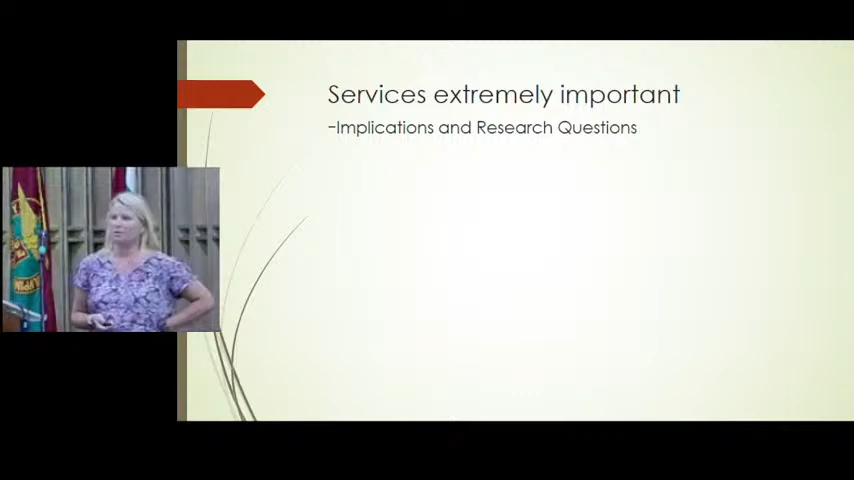 Services extremely important
-Implications and Research Questions